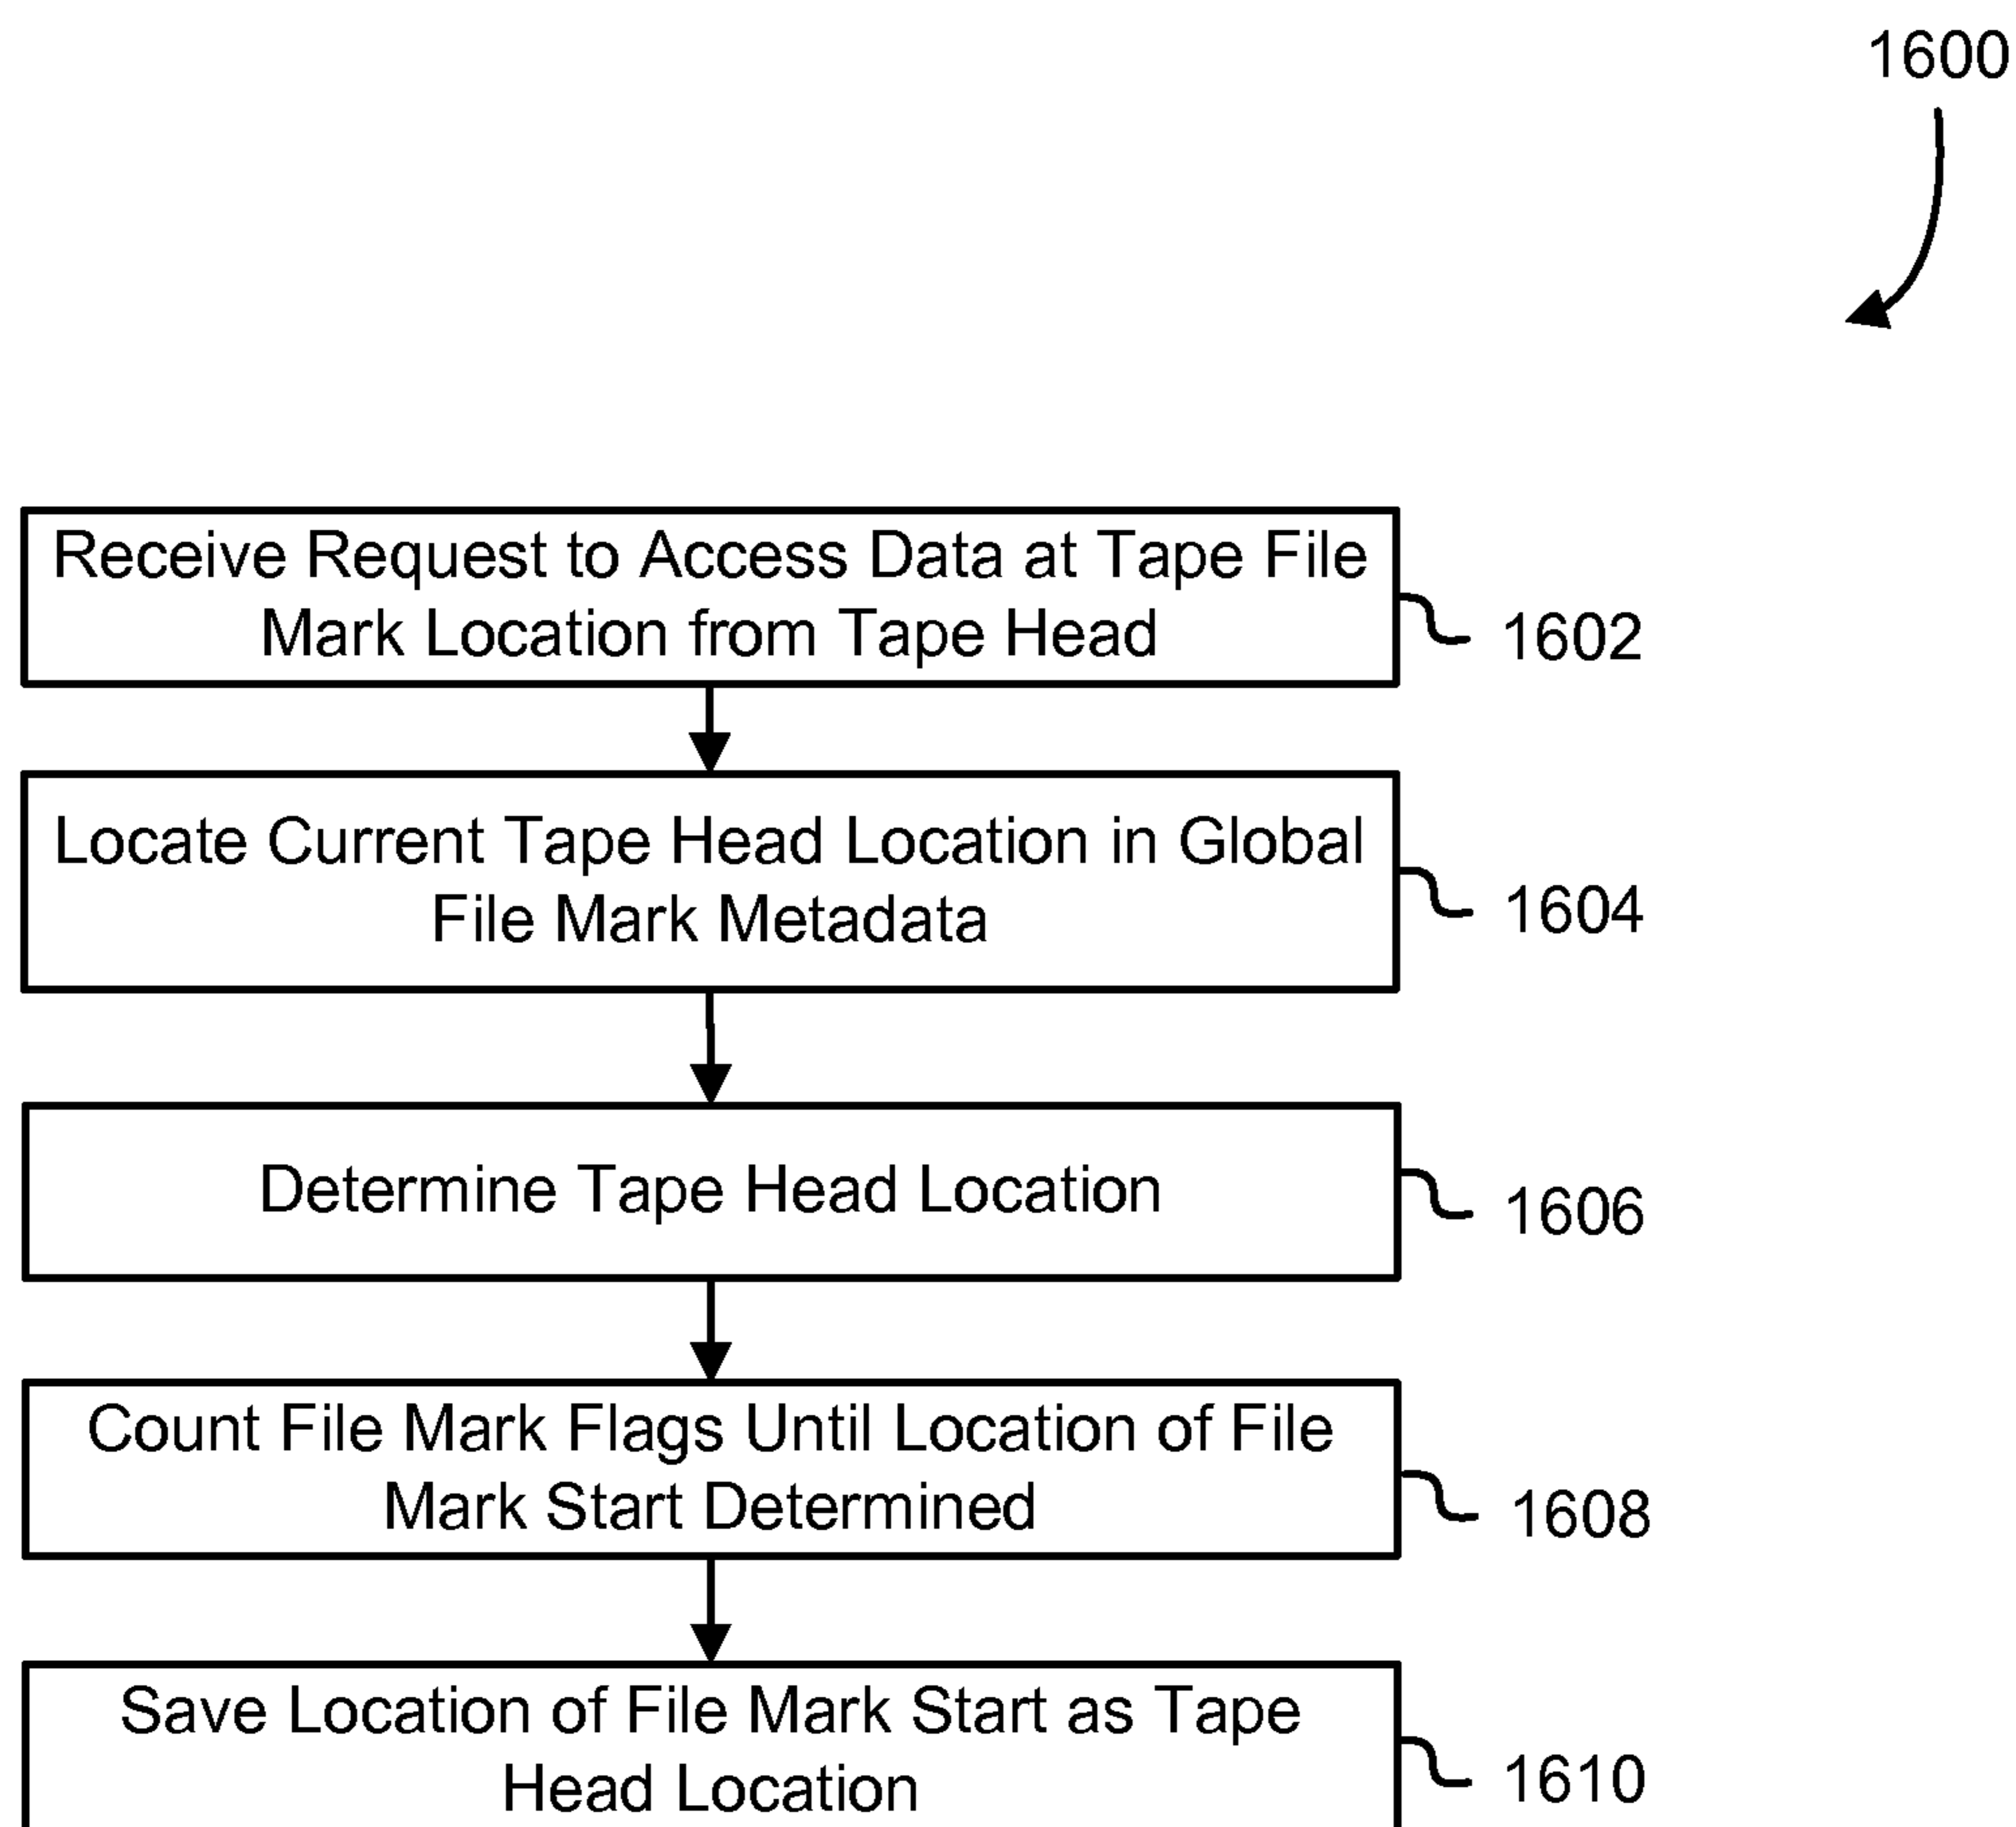 1600
Receive Request to Access Data at Tape File
Mark Location from Tape Head
1602
Locate Current Tape Head Location in Global
File Mark Metadata
1604
Determine Tape Head Location
1606
Count File Mark Flags Until Location of File
Mark Start Determined
1608
Save Location of File Mark Start as Tape
Head Location
1610